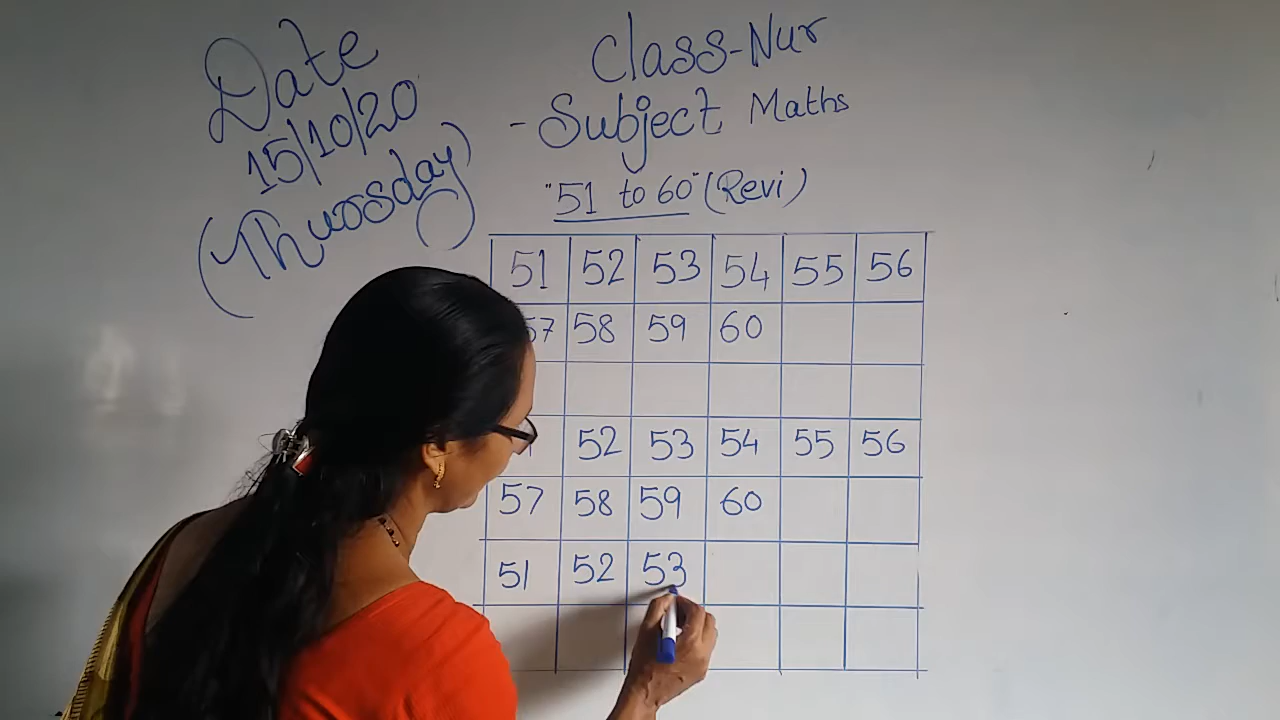 Date
15/10/20
(Thuosday)
Class-Nur
-Subject Maths
"51 to 60" (Revi)
51 52 53 54 55 56
57 58 59 60
52 53 54 55 56
57 58 59 60
51 52 53